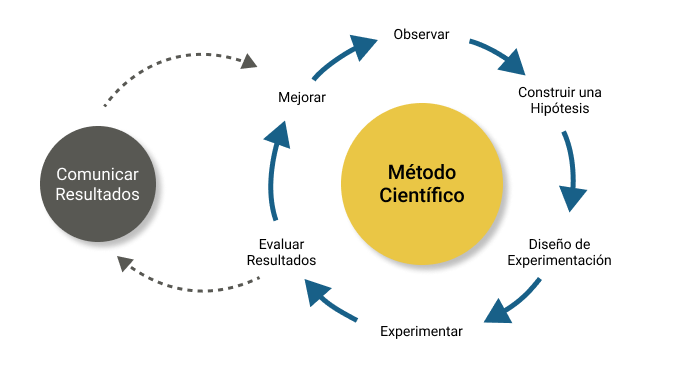 Observar
Construir una
Hipótesis
Diseño de
Experimentación
Experimentar
Evaluar
Resultados
Mejorar
Método
Científico
Comunicar
Resultados